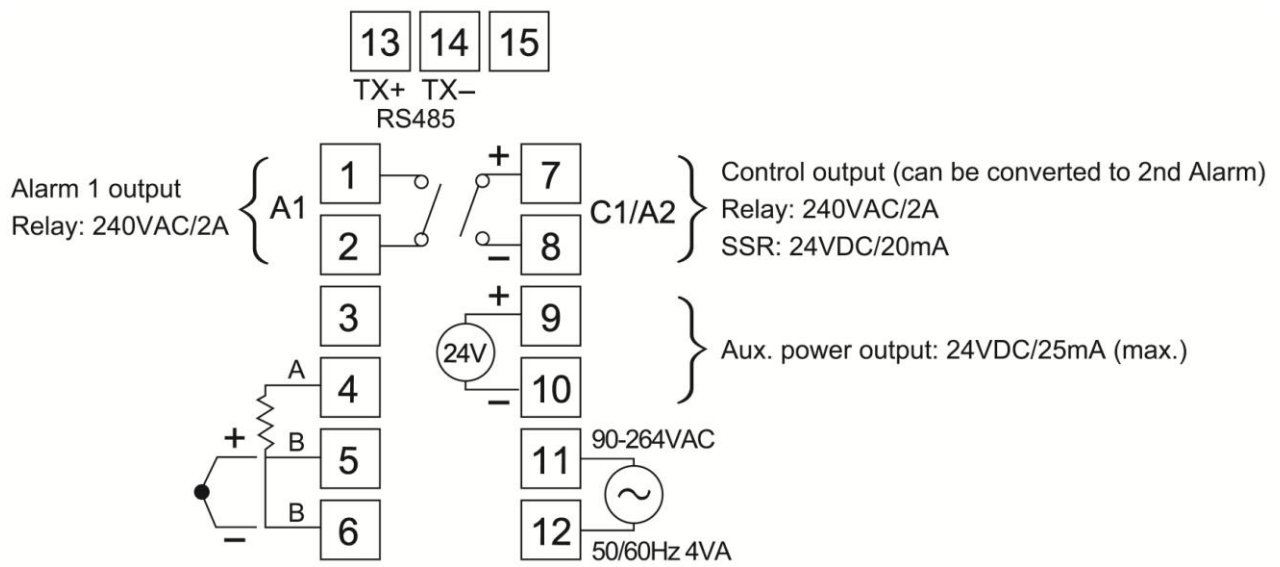 13 14 15
TX+ TX–
RS485
Alarm 1 output
Relay: 240VAC/2A
A1
1
2
3
A 4
+ B 5
– B 6
+ 7
– 8
C1/A2
Control output (can be converted to 2nd Alarm)
Relay: 240VAC/2A
SSR: 24VDC/20mA
+ 9
24V
– 10
Aux. power output: 24VDC/25mA (max.)
11 90-264VAC
~
12 50/60Hz 4VA